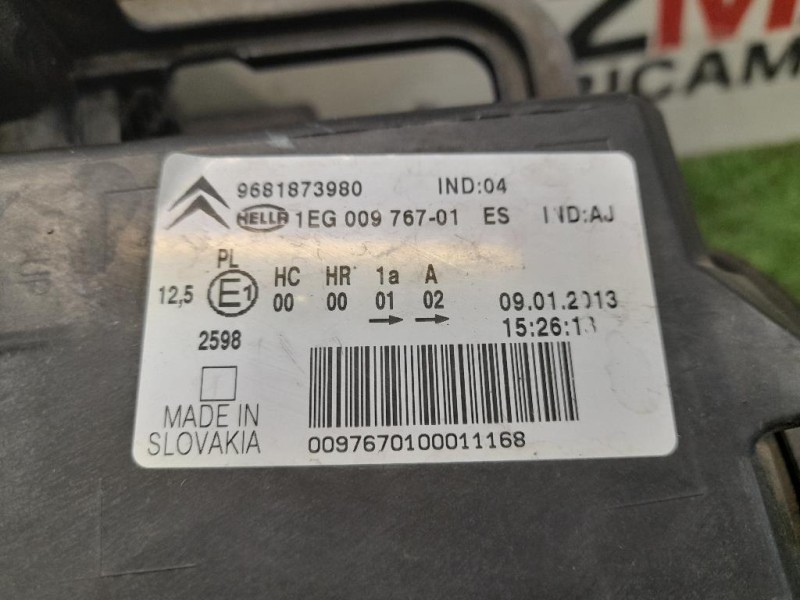 9681873980 IND:04
HELLA 1EG 009 767-01 ES IND:AJ
PL HC HR 1a A
12,5 E1 00 00 01 02 09.01.2013
2598 15:26:13
MADE IN
SLOVAKIA
0097670100011168